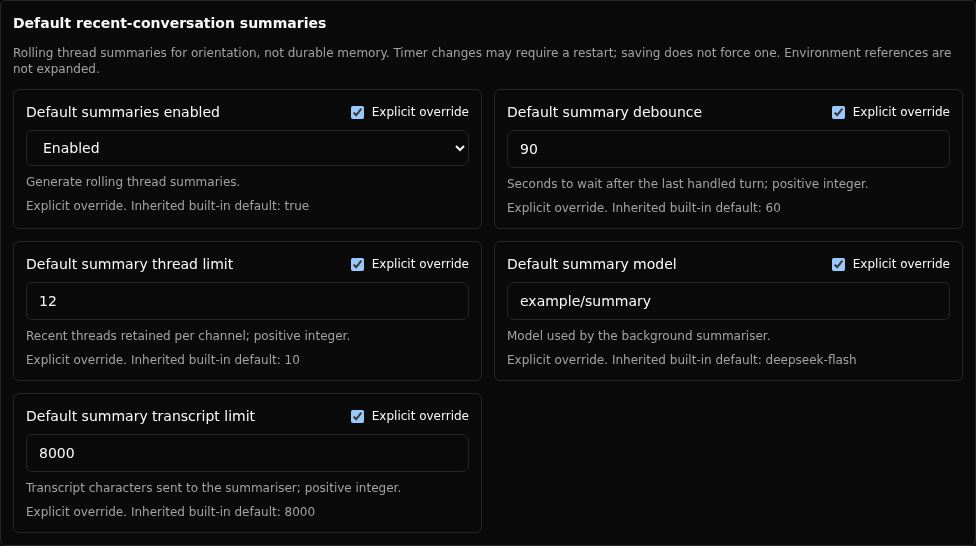 Default recent-conversation summaries
Rolling thread summaries for orientation, not durable memory. Timer changes may require a restart; saving does not force one. Environment references are
not expanded.
Default summaries enabled
Explicit override
Enabled
Generate rolling thread summaries.
Explicit override. Inherited built-in default: true
Default summary debounce
Explicit override
90
Seconds to wait after the last handled turn; positive integer.
Explicit override. Inherited built-in default: 60
Default summary thread limit
Explicit override
12
Recent threads retained per channel; positive integer.
Explicit override. Inherited built-in default: 10
Default summary model
Explicit override
example/summary
Model used by the background summariser.
Explicit override. Inherited built-in default: deepseek-flash
Default summary transcript limit
Explicit override
8000
Transcript characters sent to the summariser; positive integer.
Explicit override. Inherited built-in default: 8000